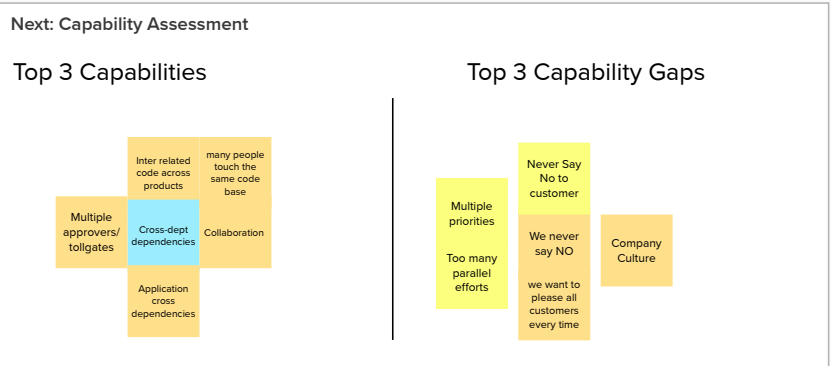 Next: Capability Assessment
Top 3 Capabilities
Inter related
code across
products
many people
touch the
same code
base
Multiple
approvers/
tollgates
Cross-dept
dependencies
Collaboration
Application
cross
dependencies
Top 3 Capability Gaps
Multiple
priorities
Too many
parallel
efforts
Never Say
No to
customer
We never
say NO
we want to
please all
customers
every time
Company
Culture